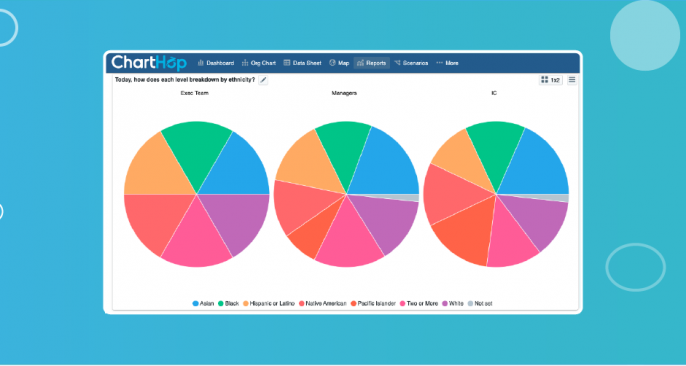 ChartHop Dashboard Org Chart Data Sheet Map Reports Scenarios More
Today, how does each level breakdown by ethnicity? 1x2
Exec Team Managers IC
Asian Black Hispanic or Latino Native American Pacific Islander Two or More White Not set